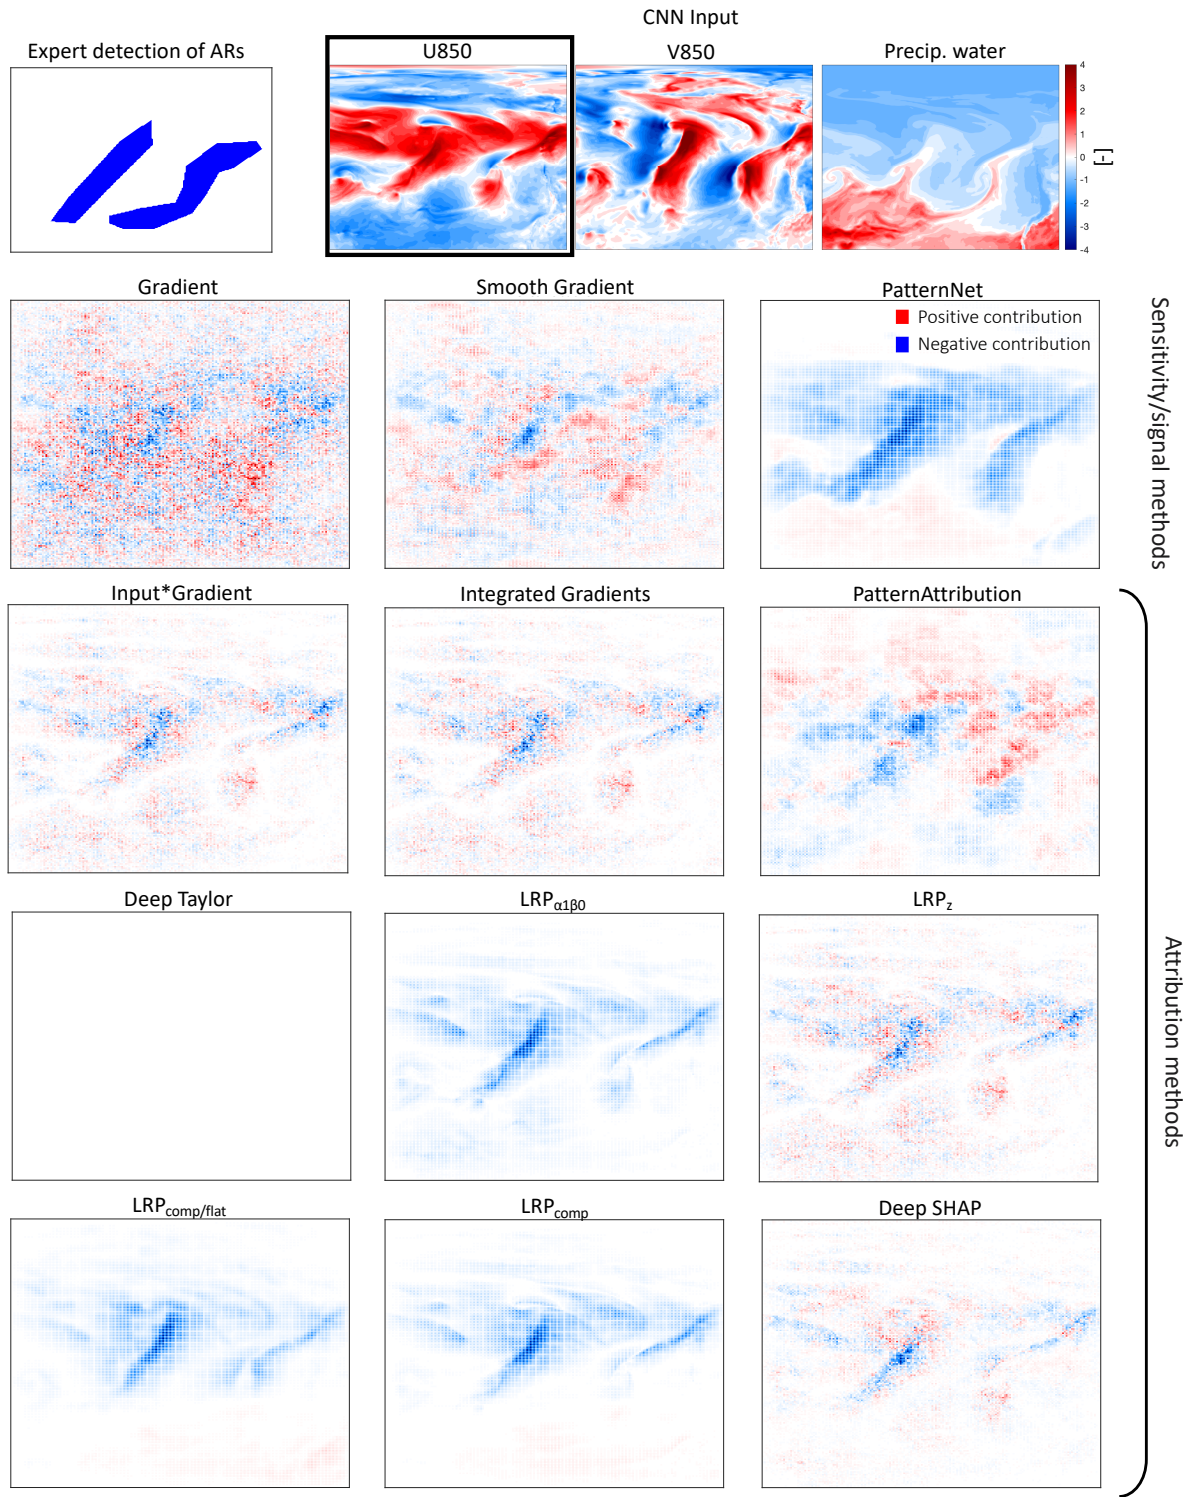 CNN Input
Expert detection of ARs
U850
V850
Precip. water
4
3
2
1
0
-1
-2
-3
-4
[-]
Gradient
Smooth Gradient
PatternNet
Positive contribution
Negative contribution
Sensitivity/signal methods
Input*Gradient
Integrated Gradients
PatternAttribution
Deep Taylor
LRPα1β0
LRPz
Attribution methods
LRPcomp/flat
LRPcomp
Deep SHAP